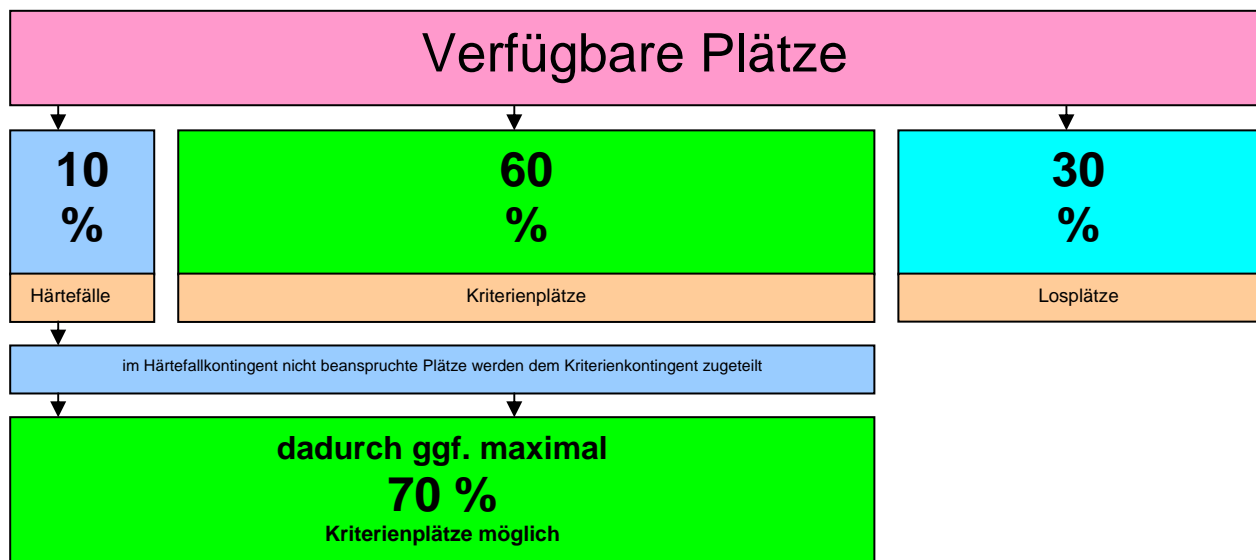 Verfügbare Plätze
10
%
60
%
30
%
Härtefälle
Kriterienplätze
Losplätze
im Härtefallkontingent nicht beanspruchte Plätze werden dem Kriterienkontingent zugeteilt
dadurch ggf. maximal
70 %
Kriterienplätze möglich